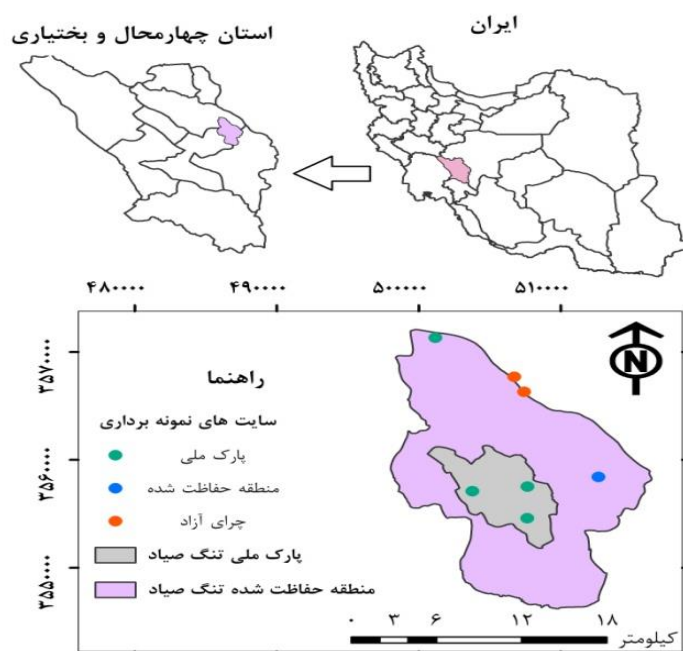 ایران
استان چهارمحال و بختیاری
۴۸۰۰۰۰ ۴۹۰۰۰۰ ۵۰۰۰۰۰ ۵۱۰۰۰۰
۳۵۷۰۰۰۰
۳۵۶۰۰۰۰
۳۵۵۰۰۰۰
N
راهنما
سایت های نمونه برداری
پارک ملی
منطقه حفاظت شده
چرای آزاد
پارک ملی تنگ صیاد
منطقه حفاظت شده تنگ صیاد
۰ ۳ ۶ ۱۲ ۱۸
کیلومتر